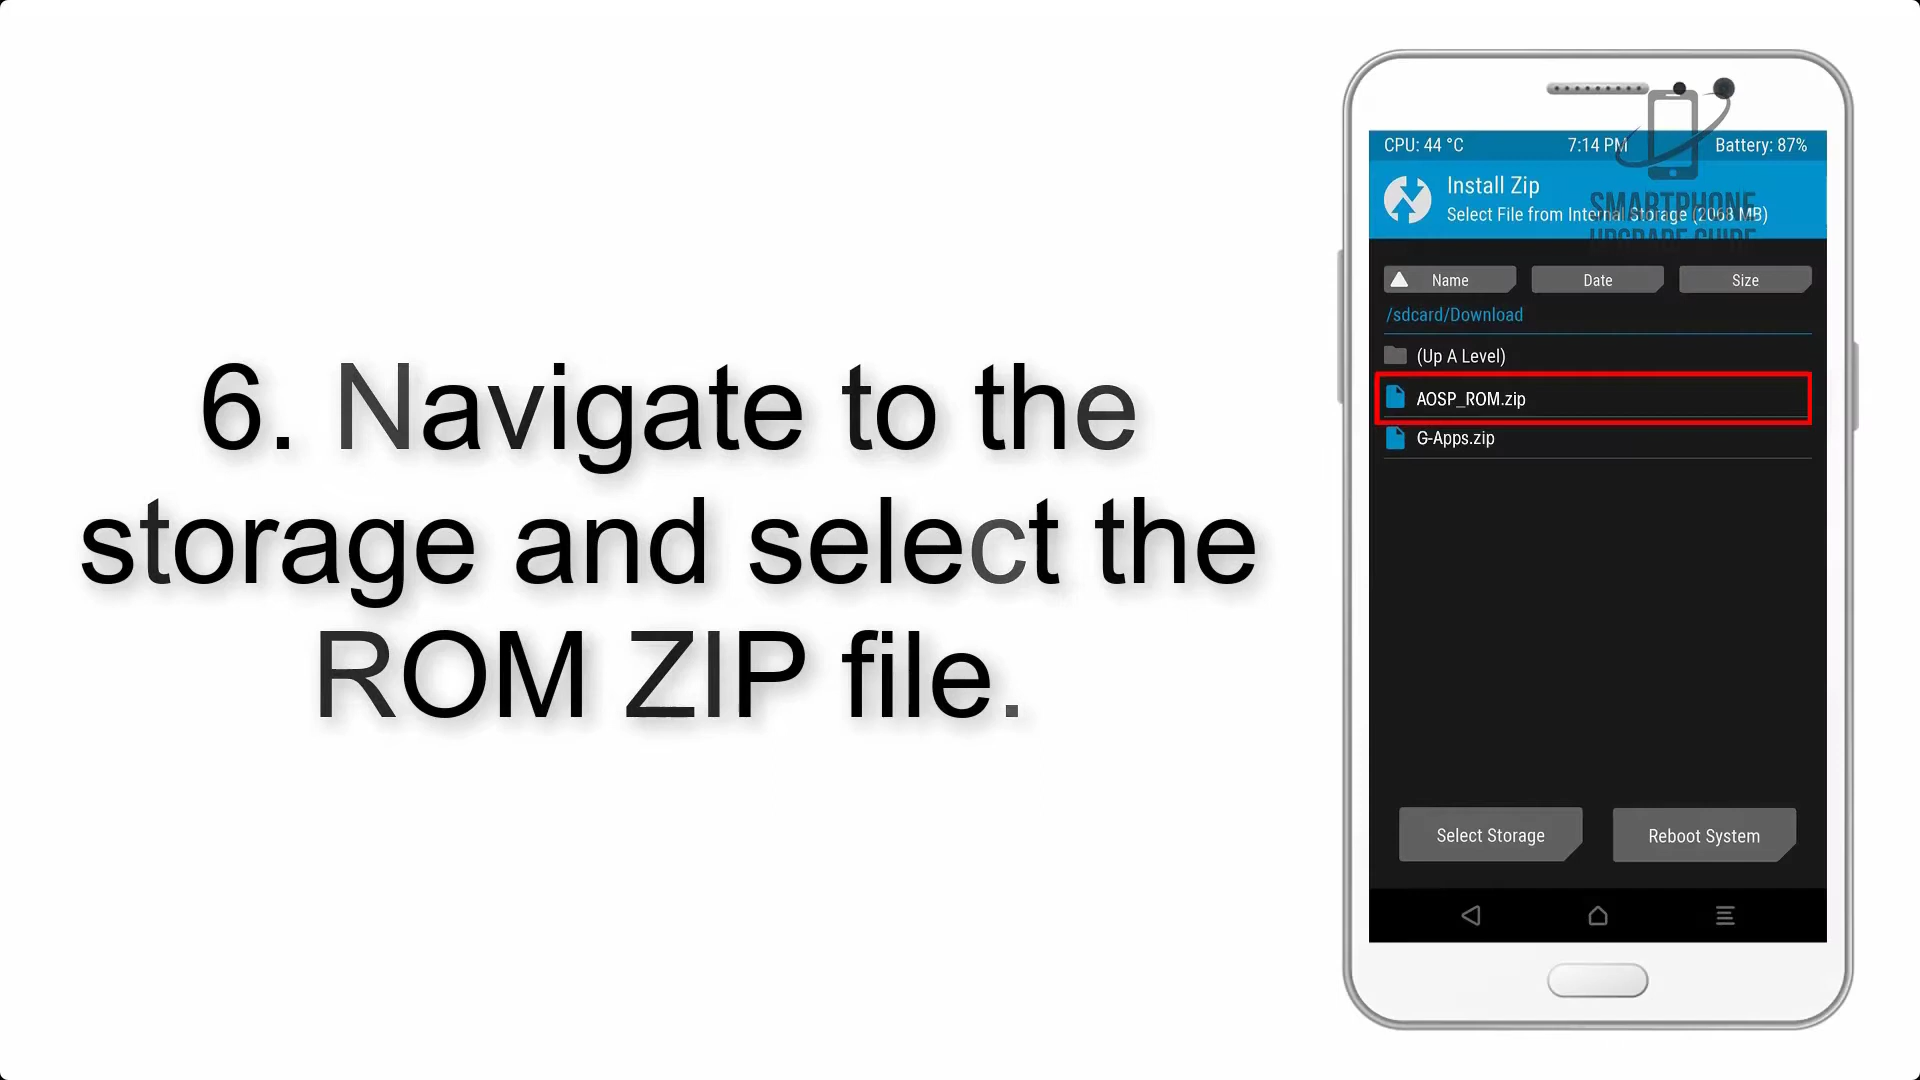 6. Navigate to the
storage and select the
ROM ZIP file.
CPU: 44 °C 7:14 PM Battery: 87%
Install Zip
Select File from Internal Storage (2068 MB)
SMARTPHONE
UPGRADE GUIDE
Name Date Size
/sdcard/Download
(Up A Level)
AOSP_ROM.zip
G-Apps.zip
Select Storage Reboot System